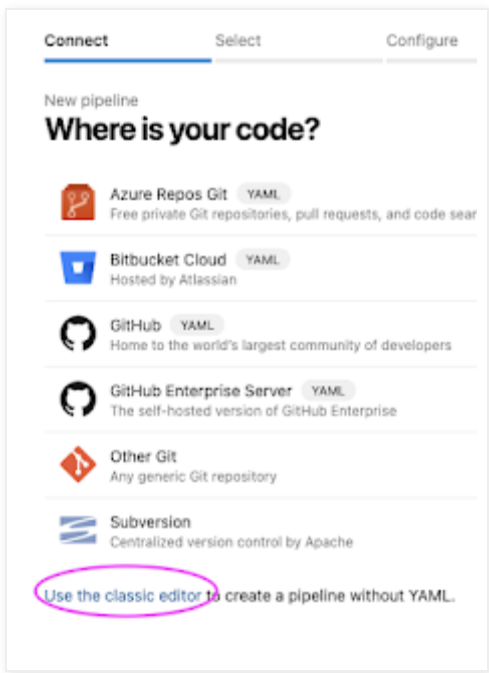 Connect Select Configure
New pipeline
Where is your code?
Azure Repos Git YAML
Free private Git repositories, pull requests, and code sear
Bitbucket Cloud YAML
Hosted by Atlassian
GitHub YAML
Home to the world's largest community of developers
GitHub Enterprise Server YAML
The self-hosted version of GitHub Enterprise
Other Git
Any generic Git repository
Subversion
Centralized version control by Apache
Use the classic editor to create a pipeline without YAML.